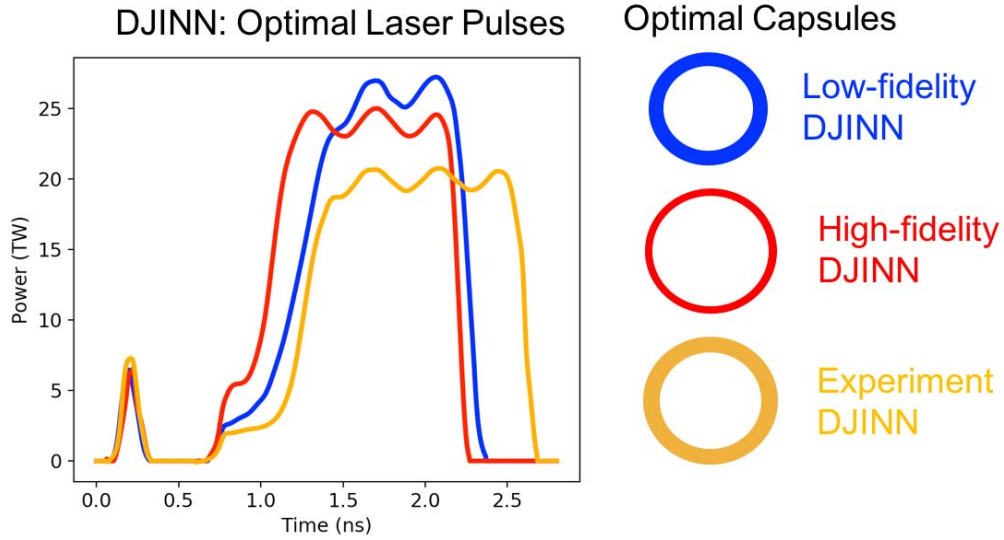 DJINN: Optimal Laser Pulses
Optimal Capsules
Power (TW)
25
20
15
10
5
0
0.0 0.5 1.0 1.5 2.0 2.5
Time (ns)
Low-fidelity
DJINN
High-fidelity
DJINN
Experiment
DJINN